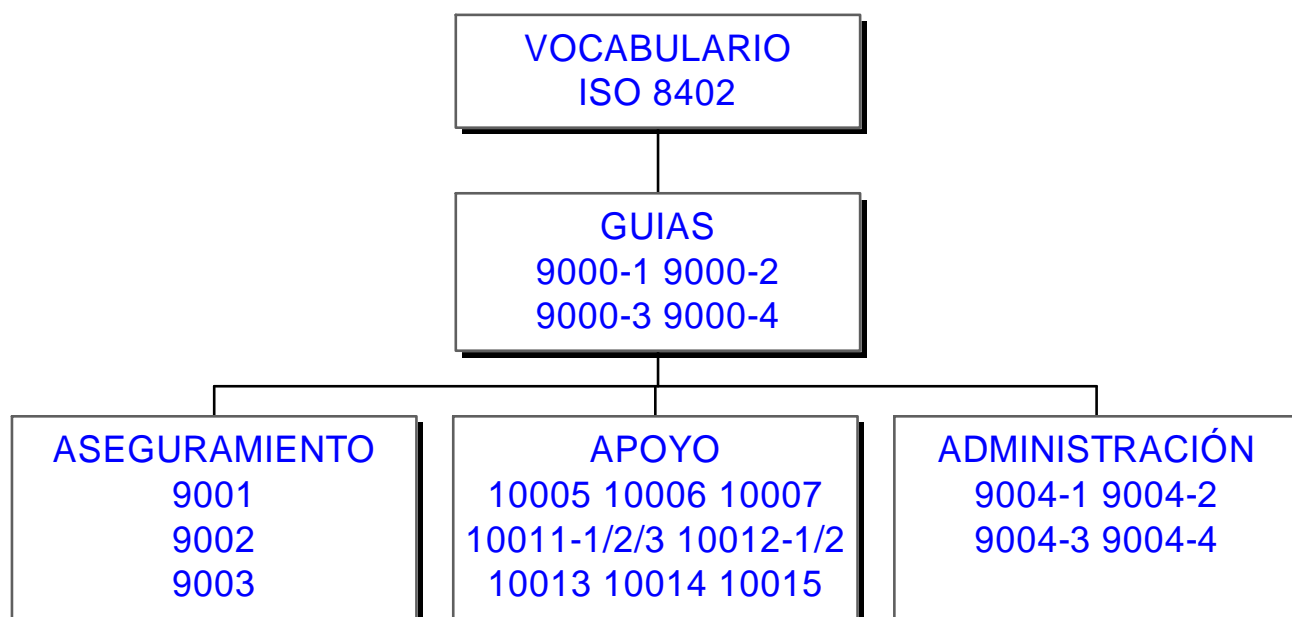 VOCABULARIO
ISO 8402
GUIAS
9000-1 9000-2
9000-3 9000-4
ASEGURAMIENTO
9001
9002
9003
APOYO
10005 10006 10007
10011-1/2/3 10012-1/2
10013 10014 10015
ADMINISTRACIÓN
9004-1 9004-2
9004-3 9004-4